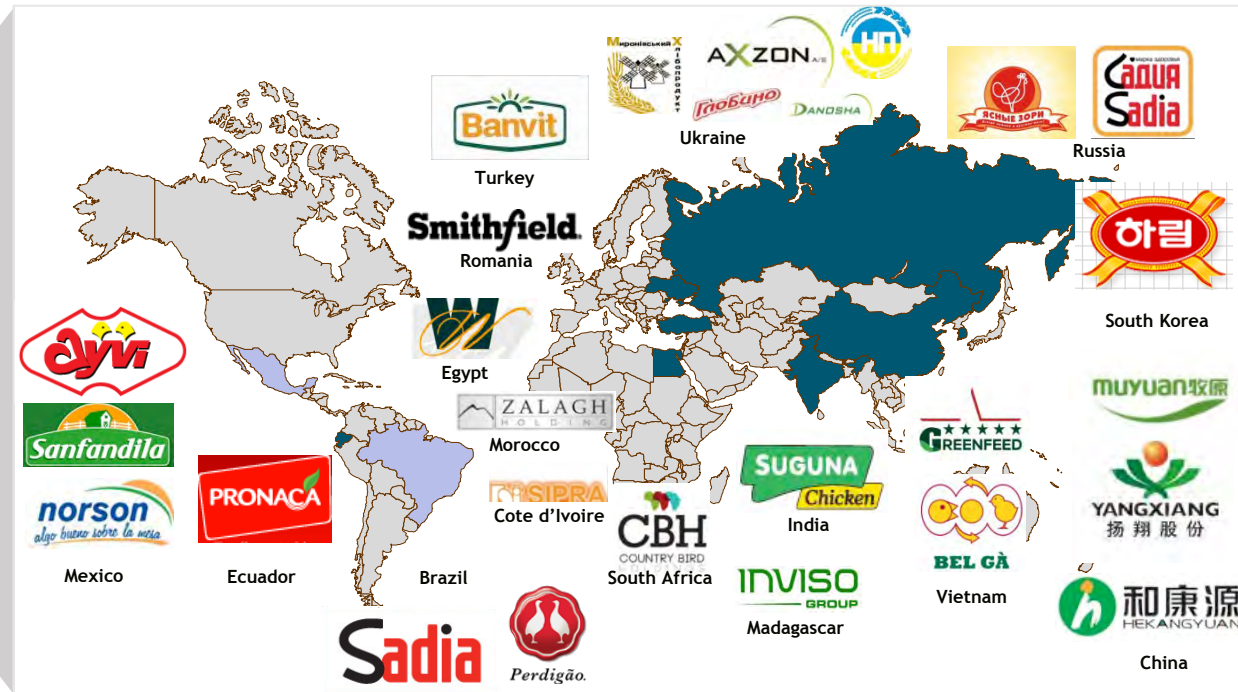 Миронівський Хлібопродукт
AXZON A/S
НП
Глобино
DANOSHA
Ukraine
Banvit
Turkey
ЯСНЫЕ ЗОРИ
Садия
Sadia
Russia
Smithfield.
Romania
하림
South Korea
W
Egypt
ayvi
Sanfandila
norson
algo bueno sobre la mesa
Mexico
ZALAGH
HOLDING
Morocco
PRONACA
Ecuador
Brazil
Sadia
Perdigão.
SIPRA
Cote d’Ivoire
CBH
COUNTRY BIRD
HOLDINGS
South Africa
SUGUNA
Chicken
India
INVISO
GROUP
Madagascar
GREENFEED
BEL GÀ
Vietnam
muyuan牧原
YANGXIANG
扬翔股份
和康源
HEKANGYUAN
China